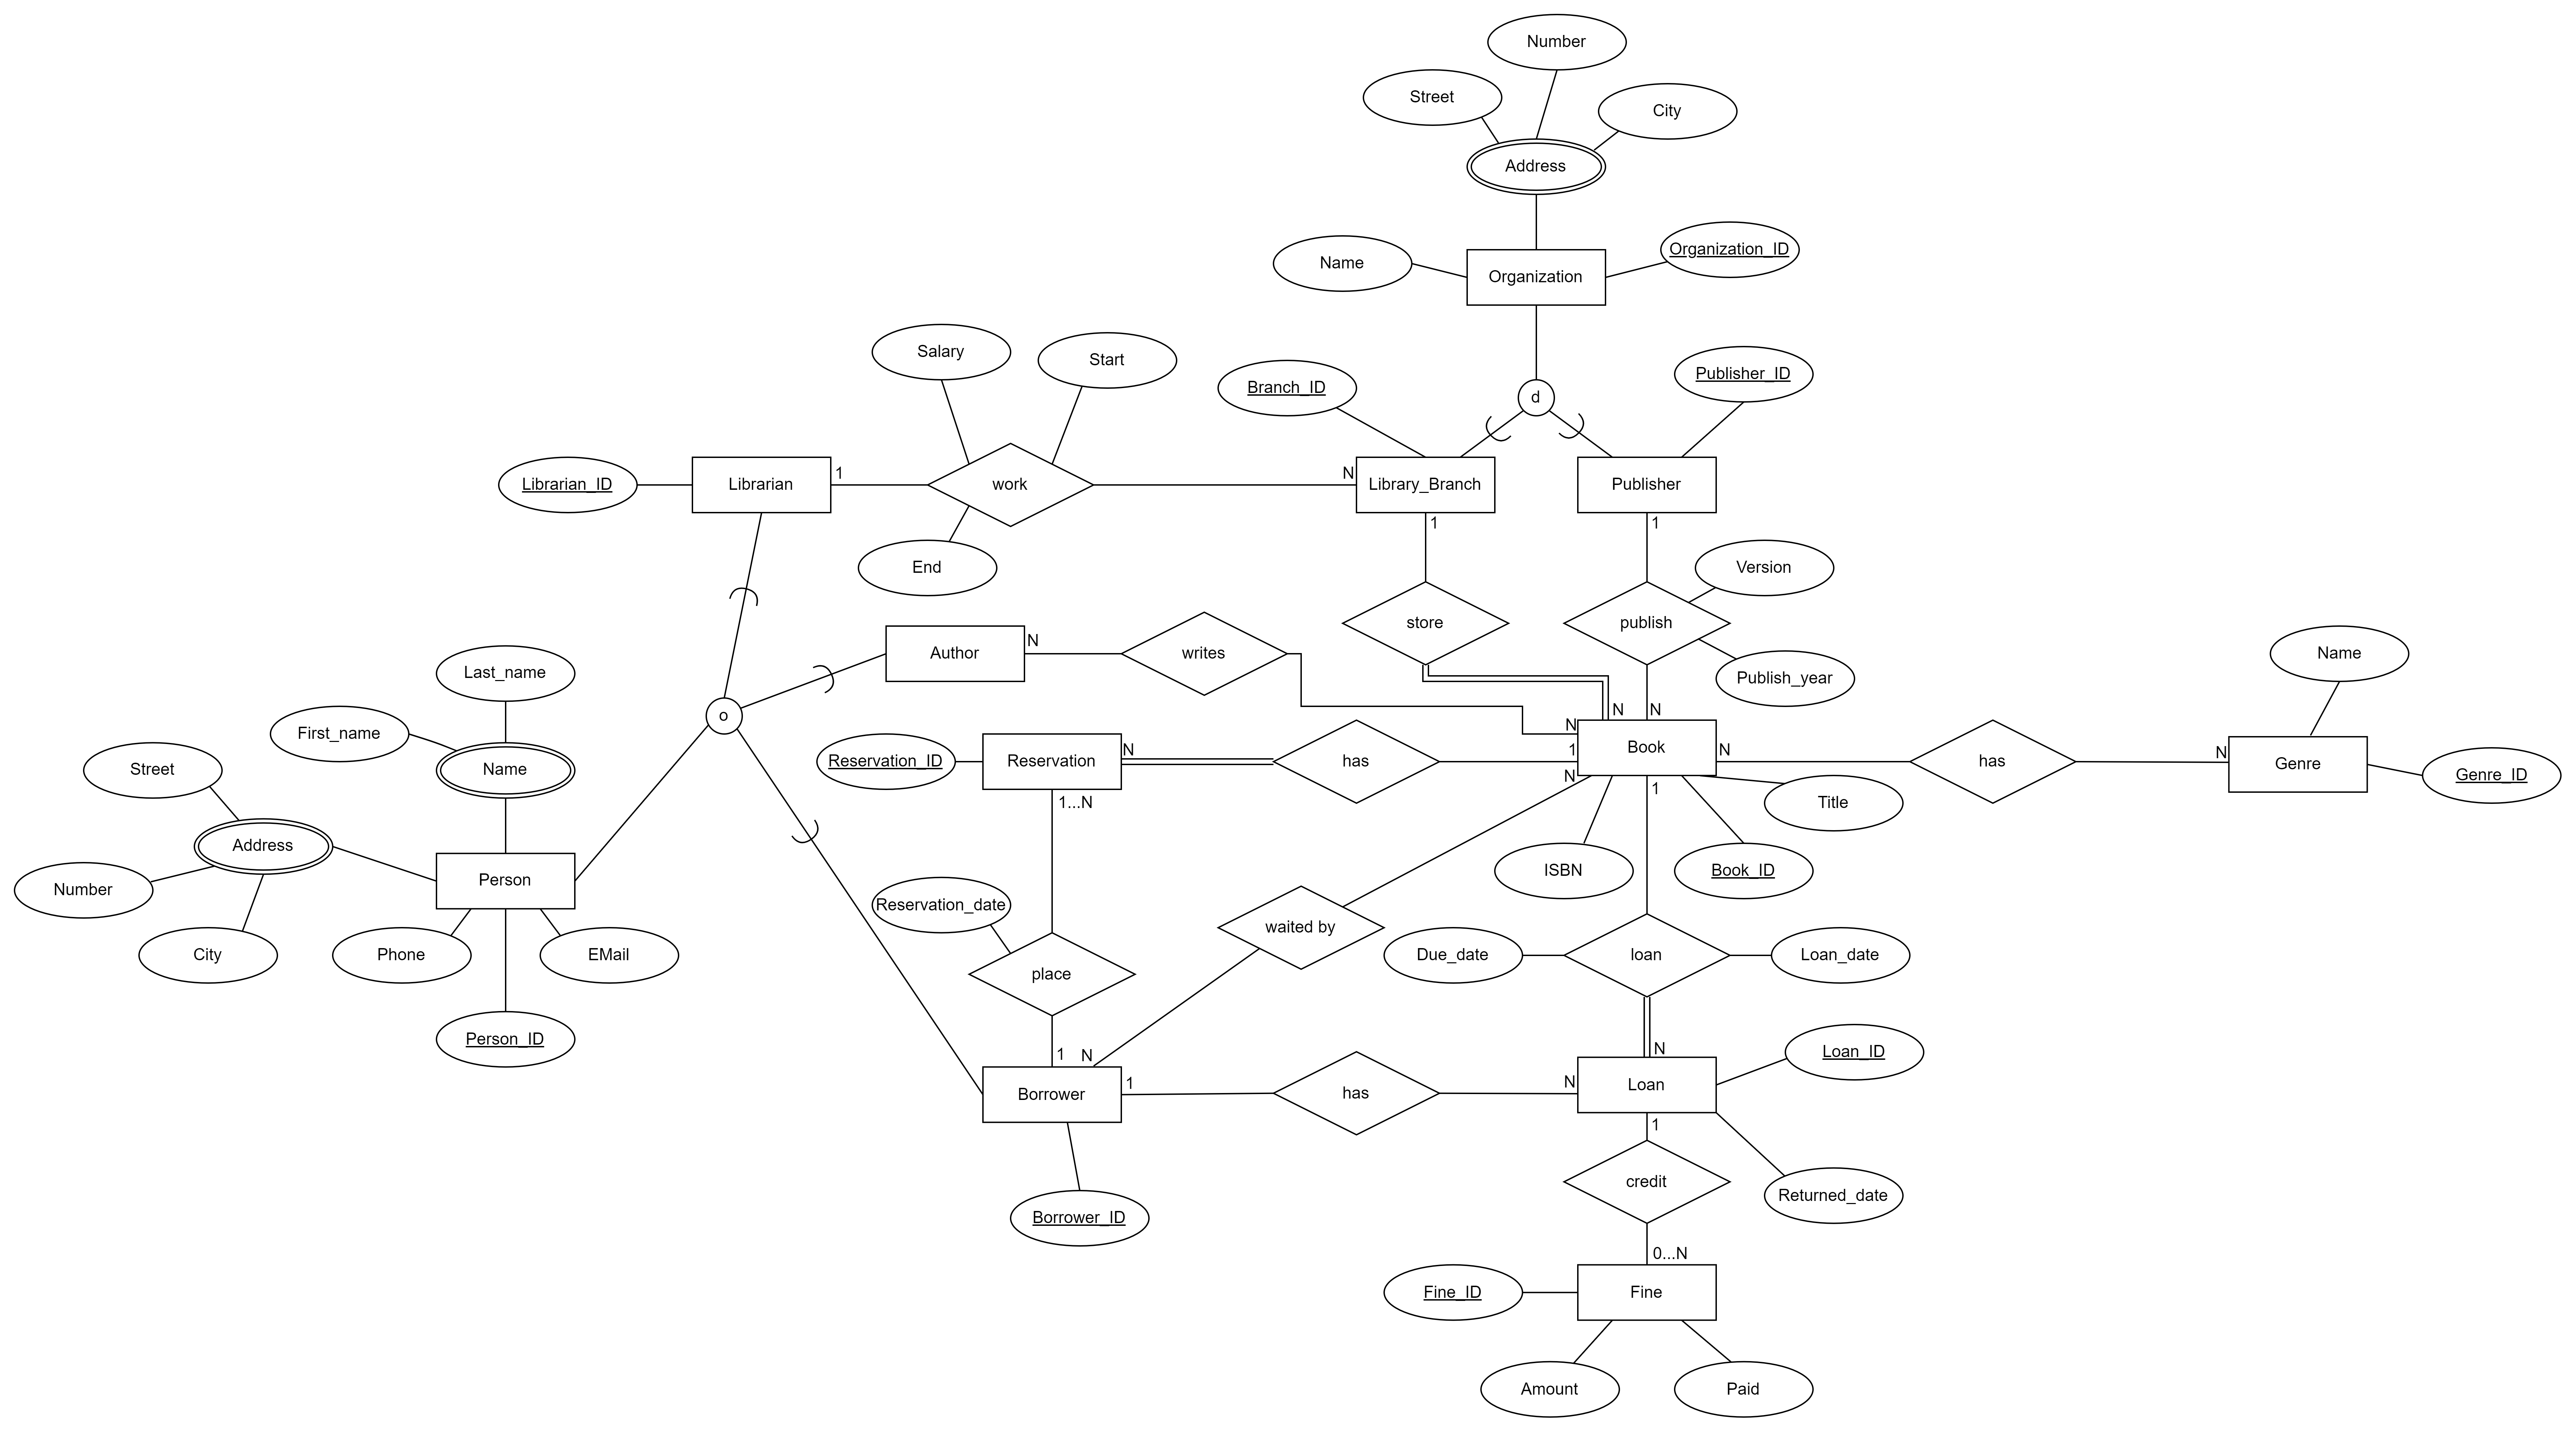 Number
Street
City
Address
Name
Organization_ID
Organization
Salary
Start
Branch_ID
d
Publisher_ID
Librarian_ID
Librarian
1
work
N
Library_Branch
Publisher
1
1
End
Version
store
publish
Publish_year
Author
N
writes
Name
Last_name
First_name
o
N
N
N
Street
Name
Reservation_ID
Reservation
N
has
1
Book
N
has
N
Genre
Genre_ID
N
1
Title
1...N
Address
Number
Person
ISBN
Book_ID
Reservation_date
waited by
City
Phone
EMail
place
Due_date
loan
Loan_date
Person_ID
1
N
N
Loan_ID
Borrower
1
has
N
Loan
1
credit
Returned_date
Borrower_ID
0...N
Fine_ID
Fine
Amount
Paid